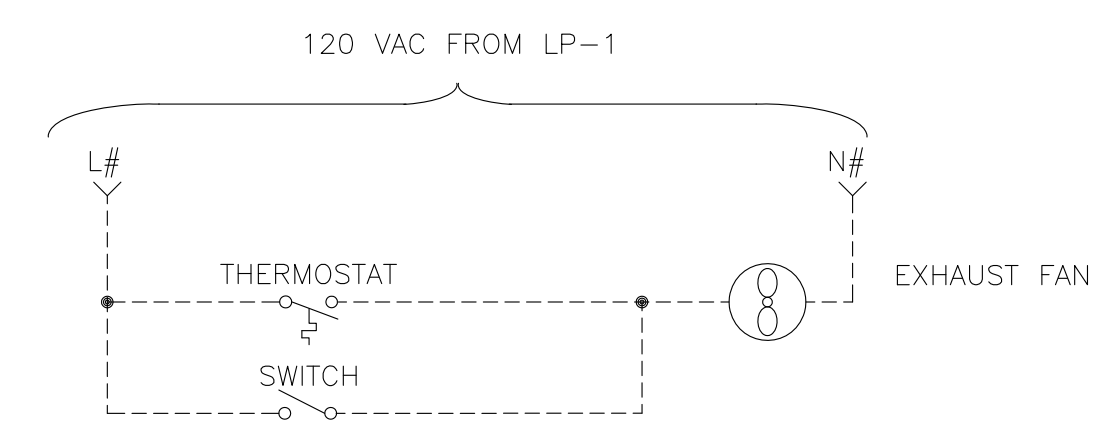 120 VAC FROM LP-1
L#
N#
THERMOSTAT
EXHAUST FAN
SWITCH